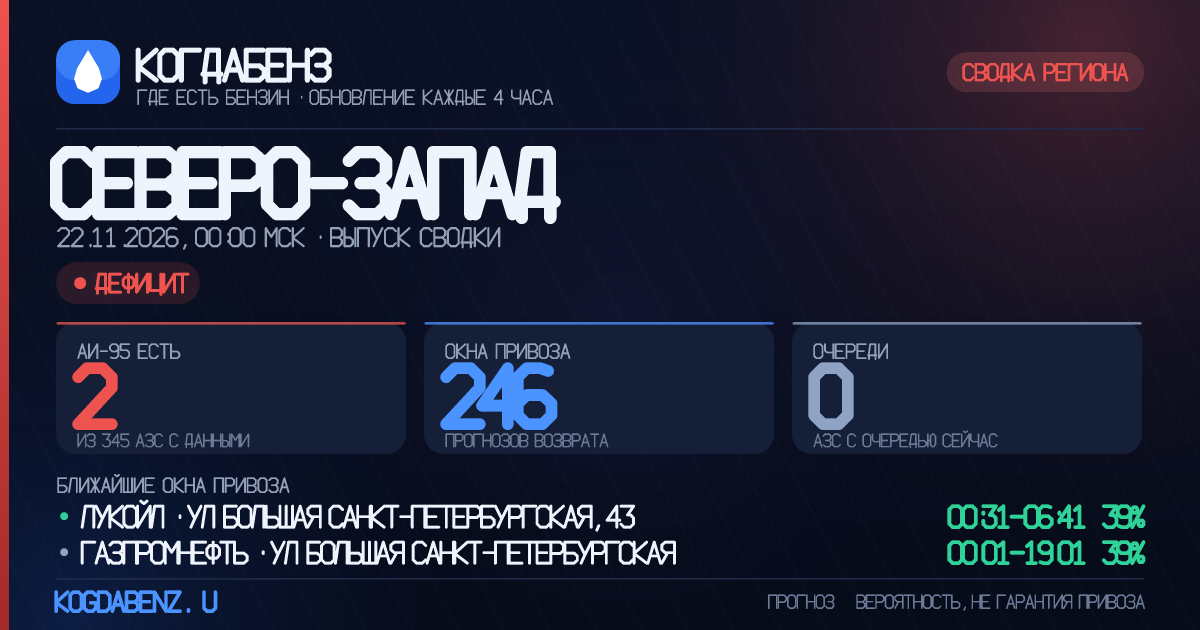 КОГДАБЕНЗ
ГДЕ ЕСТЬ БЕНЗИН · ОБНОВЛЕНИЕ КАЖДЫЕ 4 ЧАСА
СВОДКА РЕГИОНА
СЕВЕРО-ЗАПАД
22.11.2026, 00:00 МСК · ВЫПУСК СВОДКИ
• ДЕФИЦИТ
АИ-95 ЕСТЬ
2
ИЗ 345 АЗС С ДАННЫМИ
ОКНА ПРИВОЗА
246
ПРОГНОЗОВ ВОЗВРАТА
ОЧЕРЕДИ
0
АЗС С ОЧЕРЕДЬЮ СЕЙЧАС
БЛИЖАЙШИЕ ОКНА ПРИВОЗА
• ЛУКОЙЛ · УЛ БОЛЬШАЯ САНКТ-ПЕТЕРБУРГСКАЯ, 43 00:31-06:41 39%
• ГАЗПРОМНЕФТЬ · УЛ БОЛЬШАЯ САНКТ-ПЕТЕРБУРГСКАЯ 00 01-19 01 39%
KOGDABENZ. U
ПРОГНОЗ ВЕРОЯТНОСТЬ, НЕ ГАРАНТИЯ ПРИВОЗА